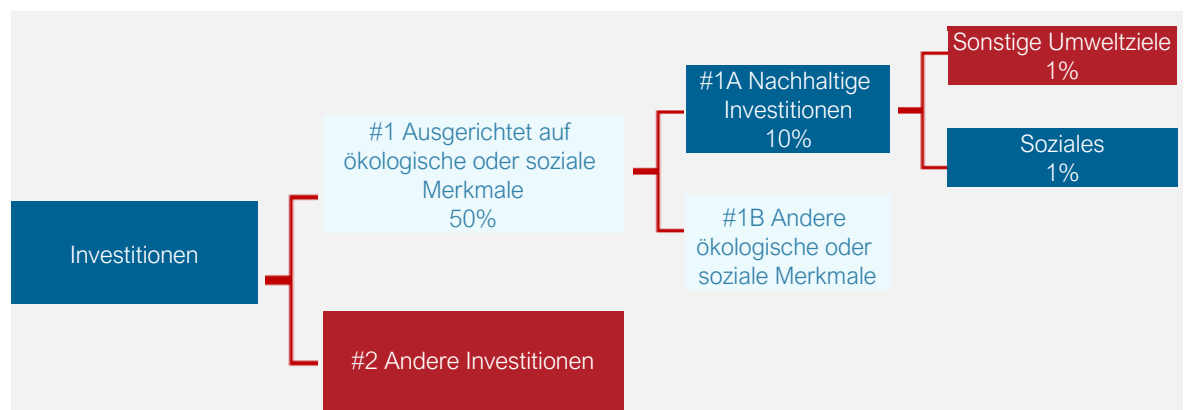 Investitionen
#1 Ausgerichtet auf
ökologische oder soziale
Merkmale
50%
#2 Andere Investitionen
#1A Nachhaltige
Investitionen
10%
#1B Andere
ökologische oder
soziale Merkmale
Sonstige Umweltziele
1%
Soziales
1%